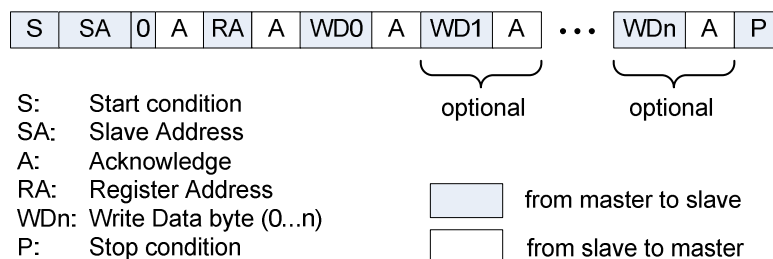 S SA 0 A RA A WD0 A WD1 A ••• WDn A P
optional optional
S: Start condition
SA: Slave Address
A: Acknowledge
RA: Register Address
WDn: Write Data byte (0...n)
P: Stop condition
from master to slave
from slave to master